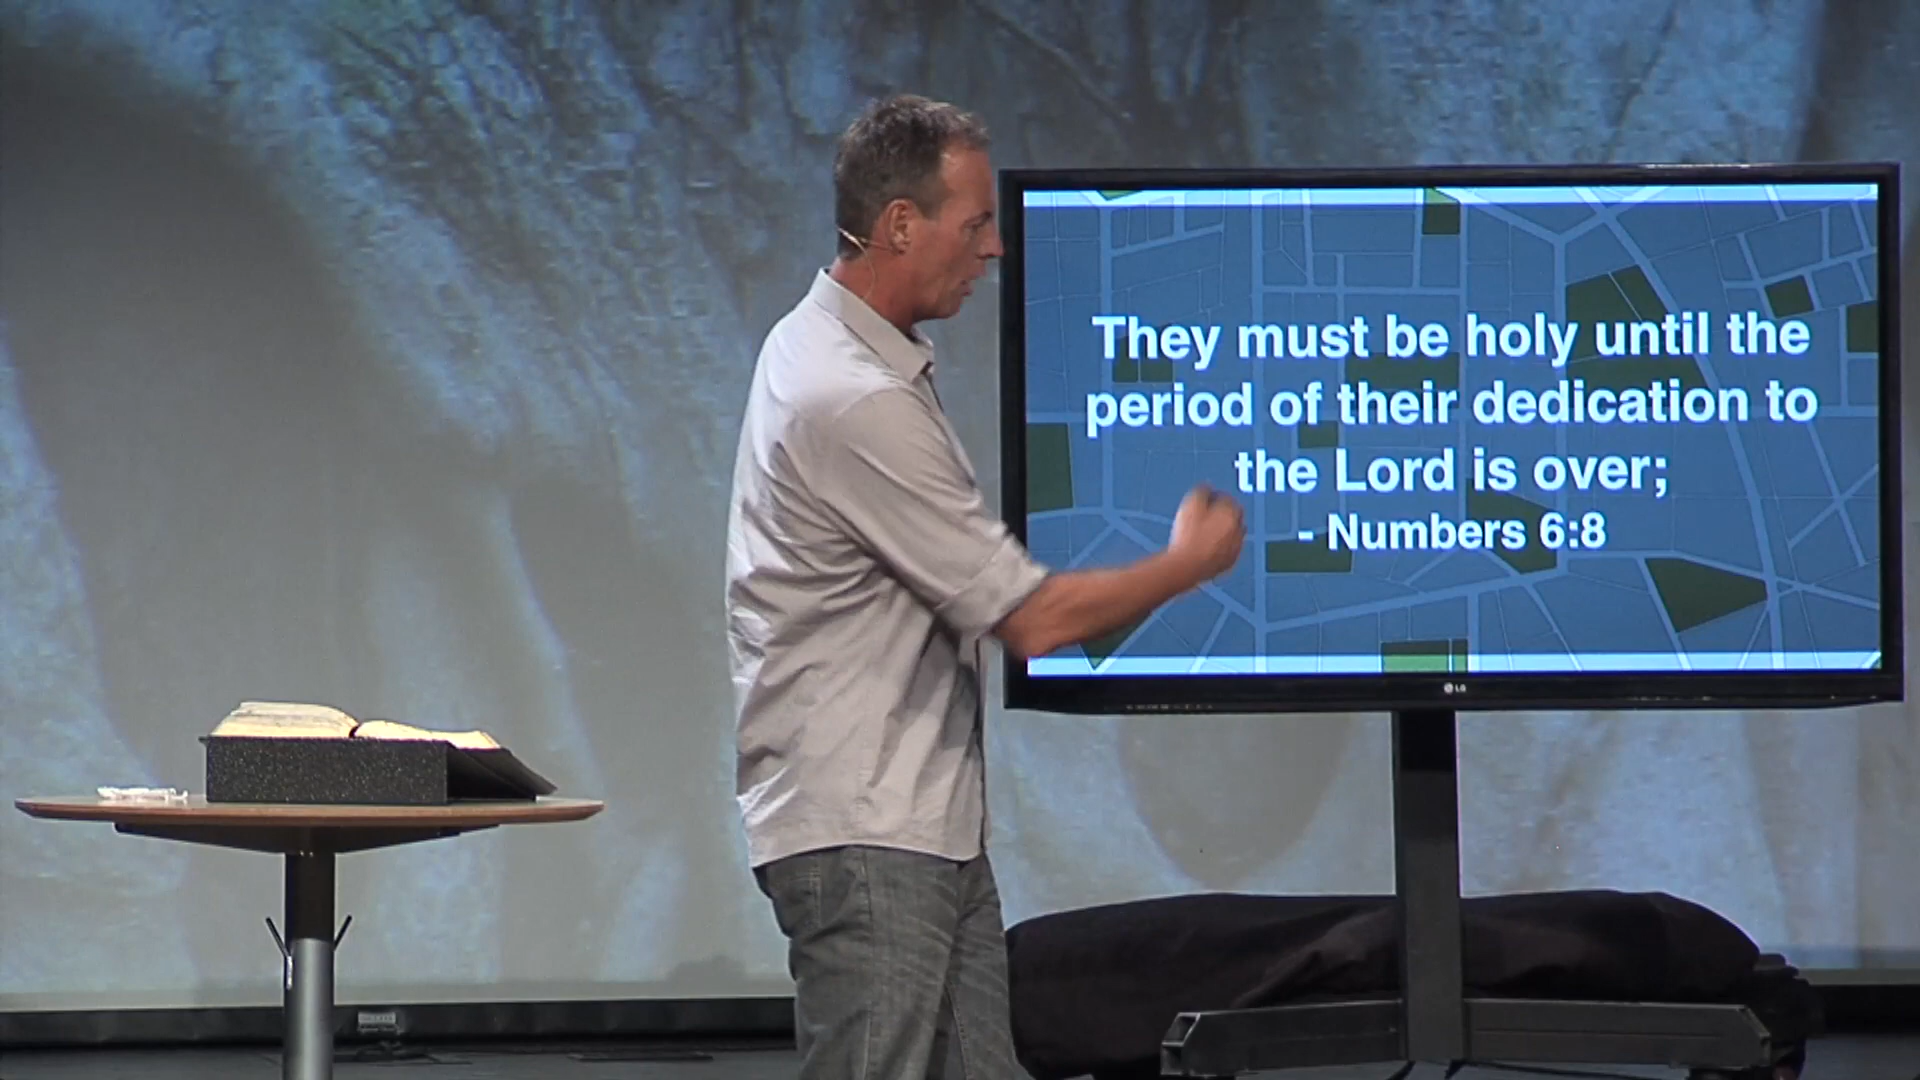 They must be holy until the
period of their dedication to
the Lord is over;
- Numbers 6:8
LG